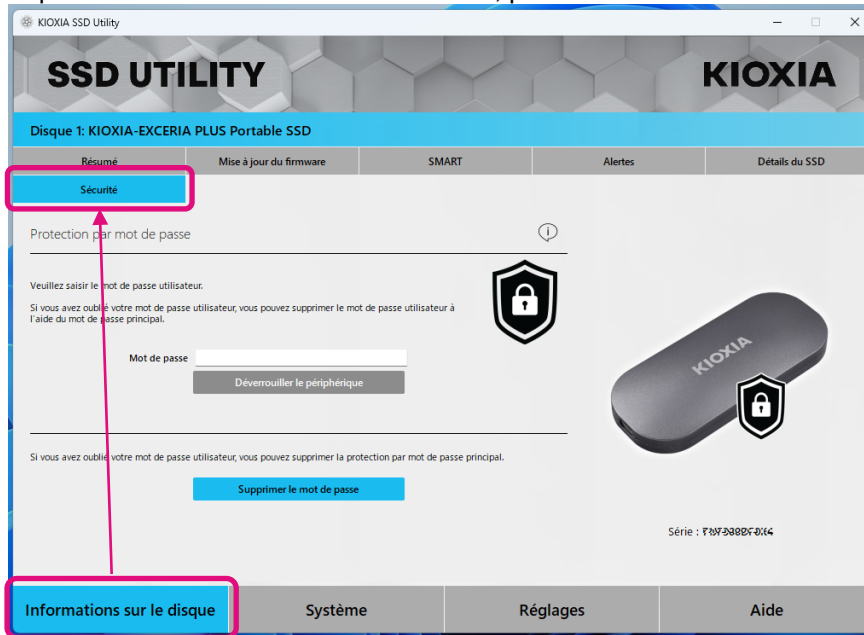 KIOXIA SSD Utility
SSD UTILITY
KIOXIA
Disque 1: KIOXIA-EXCERIA PLUS Portable SSD
Résumé
Mise à jour du firmware
SMART
Alertes
Détails du SSD
Sécurité
Protection par mot de passe
Veuillez saisir le mot de passe utilisateur.
Si vous avez oublié votre mot de passe utilisateur, vous pouvez supprimer le mot de passe utilisateur à
l'aide du mot de passe principal.
Mot de passe
Déverrouiller le périphérique
KIOXIA
Si vous avez oublié votre mot de passe utilisateur, vous pouvez supprimer la protection par mot de passe principal.
Supprimer le mot de passe
Série :
Informations sur le disque
Système
Réglages
Aide